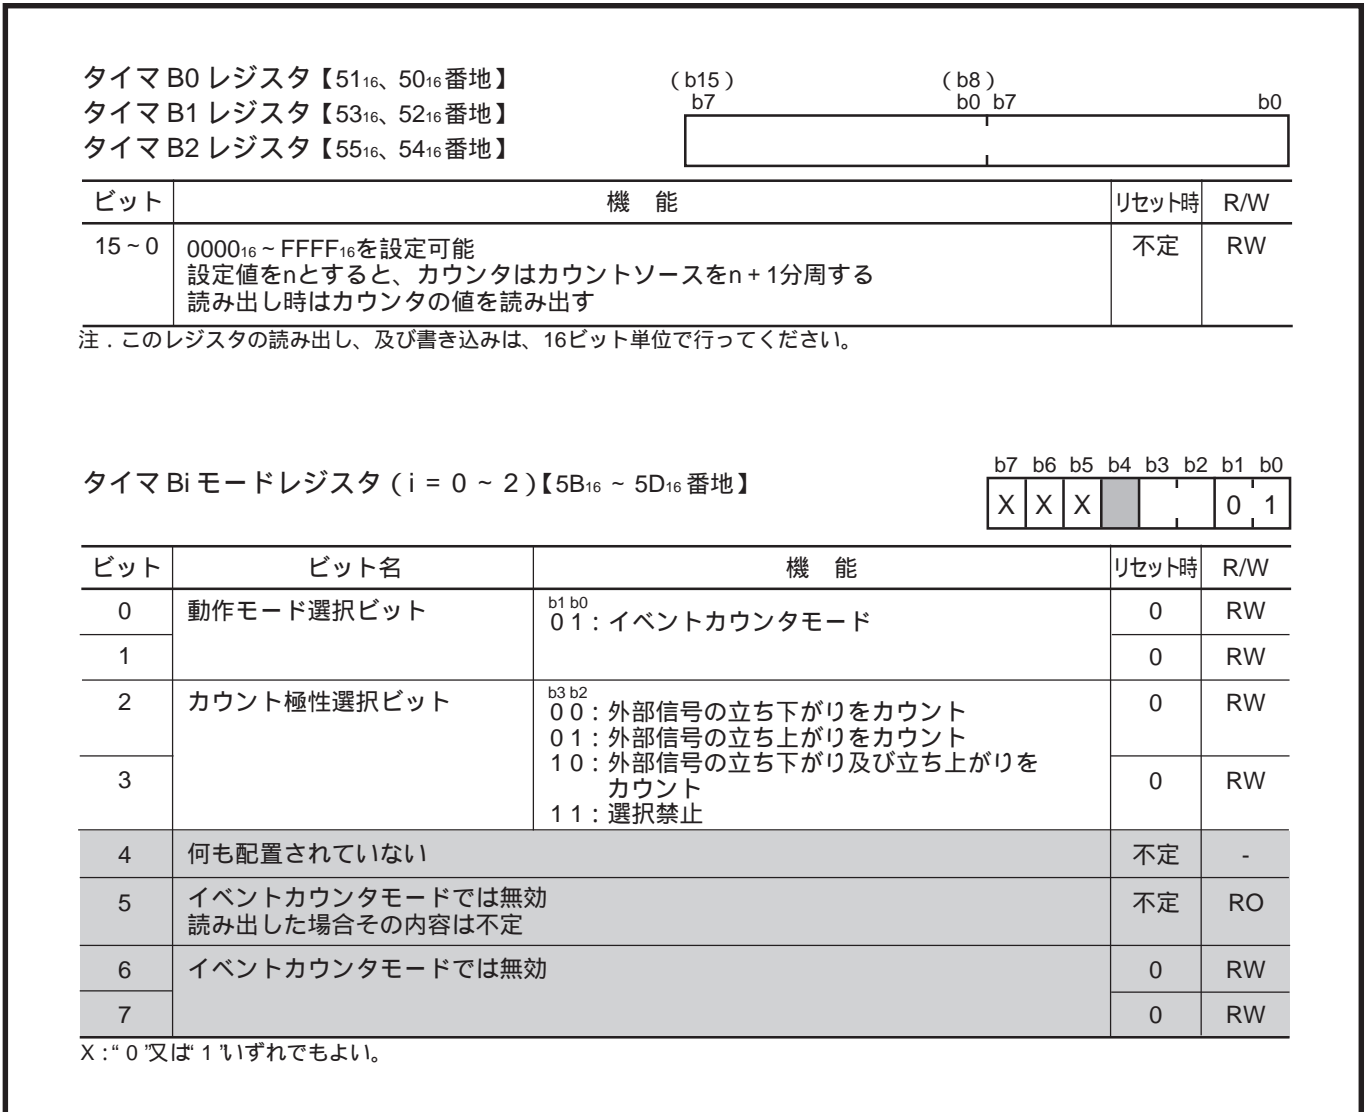 タイマ B0 レジスタ【5116、5016番地】
タイマ B1 レジスタ【5316、5216番地】
タイマ B2 レジスタ【5516、5416番地】
(b15) (b8)
b7 b0 b7 b0
ビット 機 能 リセット時 R/W
15~0 000016~FFFF16を設定可能 不定 RW
設定値をnとすると、カウンタはカウントソースをn+1分周する
読み出し時はカウンタの値を読み出す
注.このレジスタの読み出し、及び書き込みは、16ビット単位で行ってください。
タイマ Bi モードレジスタ(i = 0 ~ 2)【5B16 ~ 5D16 番地】
b7 b6 b5 b4 b3 b2 b1 b0
X X X 0 1
ビット ビット名 機 能 リセット時 R/W
0 動作モード選択ビット b1 b0 0 RW
0 1:イベントカウンタモード
1 0 RW
2 カウント極性選択ビット b3 b2 0 RW
0 0:外部信号の立ち下がりをカウント
0 1:外部信号の立ち上がりをカウント
1 0:外部信号の立ち下がり及び立ち上がりを
3 カウント 0 RW
1 1:選択禁止
4 何も配置されていない 不定 -
5 イベントカウンタモードでは無効 不定 RO
読み出した場合その内容は不定
6 イベントカウンタモードでは無効 0 RW
7 0 RW
X:“0”又は“1”いずれでもよい。